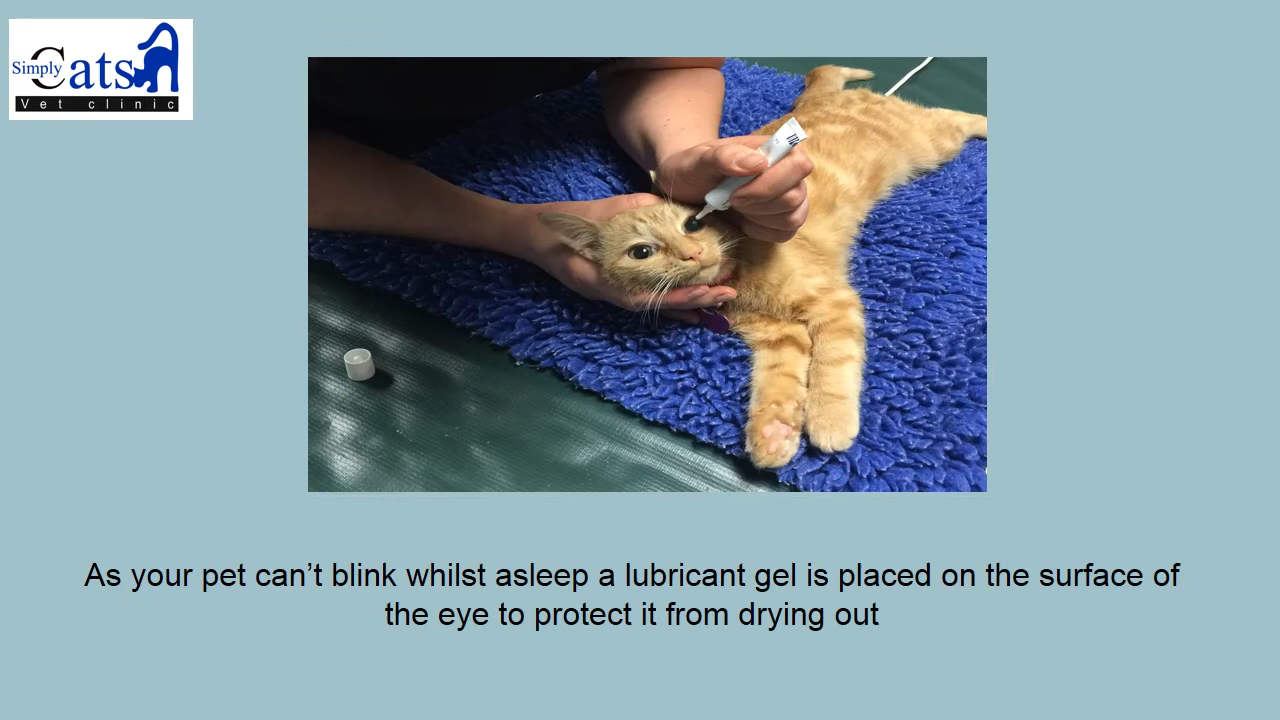 Simply Cats
Vet clinic
As your pet can’t blink whilst asleep a lubricant gel is placed on the surface of
the eye to protect it from drying out